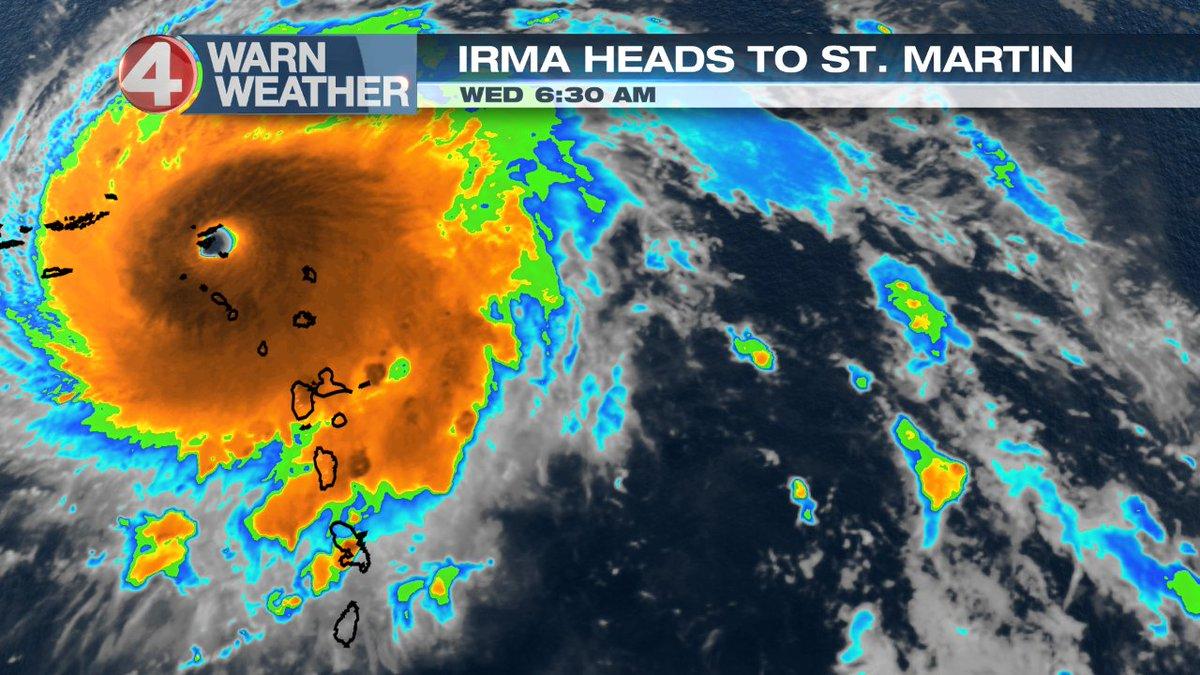 4
WARN
WEATHER
IRMA HEADS TO ST. MARTIN
WED 6:30 AM